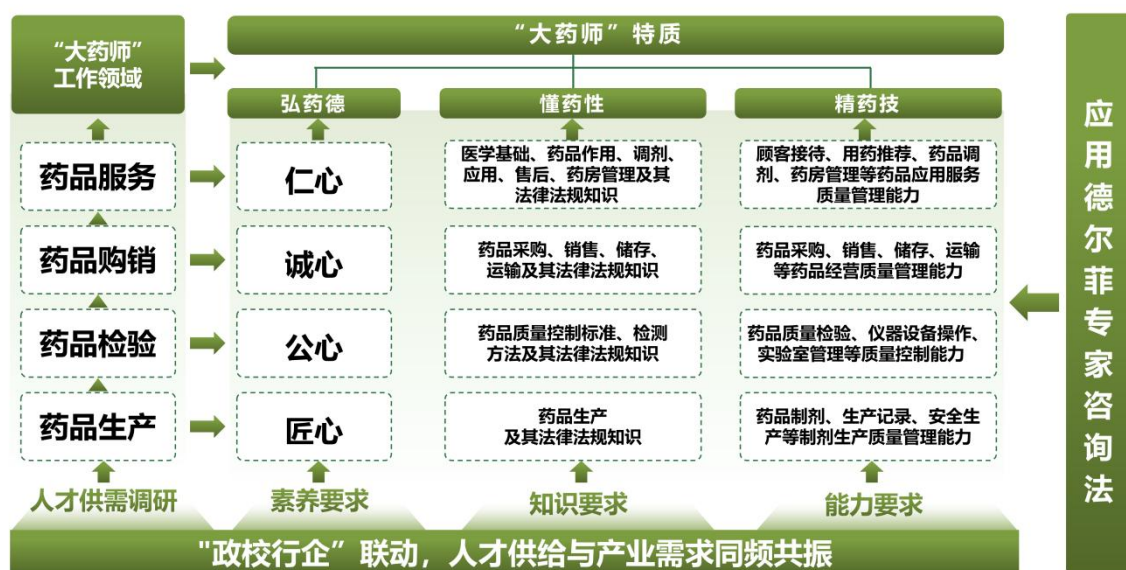 “大药师”
工作领域
“大药师”特质
弘药德
懂药性
精药技
药品服务
仁心
医学基础、药品作用、调剂、
应用、售后、药房管理及其
法律法规知识
顾客接待、用药推荐、药品调
剂、药房管理等药品应用服务
质量管理能力
药品购销
诚心
药品采购、销售、储存、
运输及其法律法规知识
药品采购、销售、储存、运输
等药品经营质量管理能力
药品检验
公心
药品质量控制标准、检测
方法及其法律法规知识
药品质量检验、仪器设备操作、
实验室管理等质量控制能力
药品生产
匠心
药品生产
及其法律法规知识
药品制剂、生产记录、安全生
产等制剂生产质量管理能力
人才供需调研
素养要求
知识要求
能力要求
"政校行企”联动，人才供给与产业需求同频共振
应用德尔菲专家咨询法